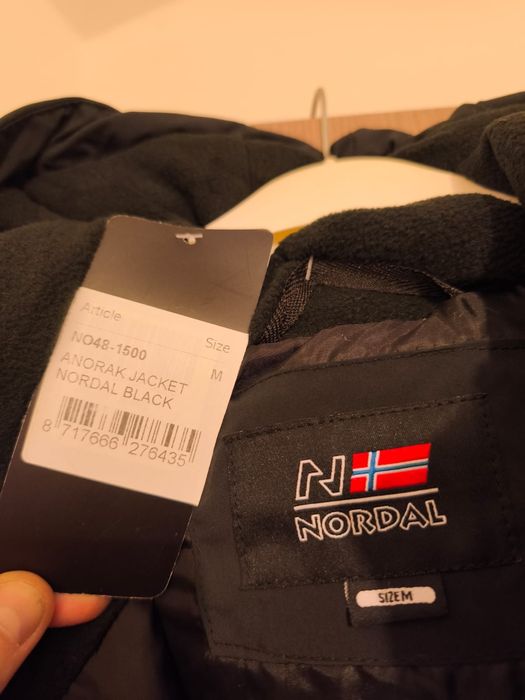 Article
Size
NO48-1500
M
ANORAK JACKET
NORDAL BLACK
8 717666 276435
N
NORDAL
SIZE M